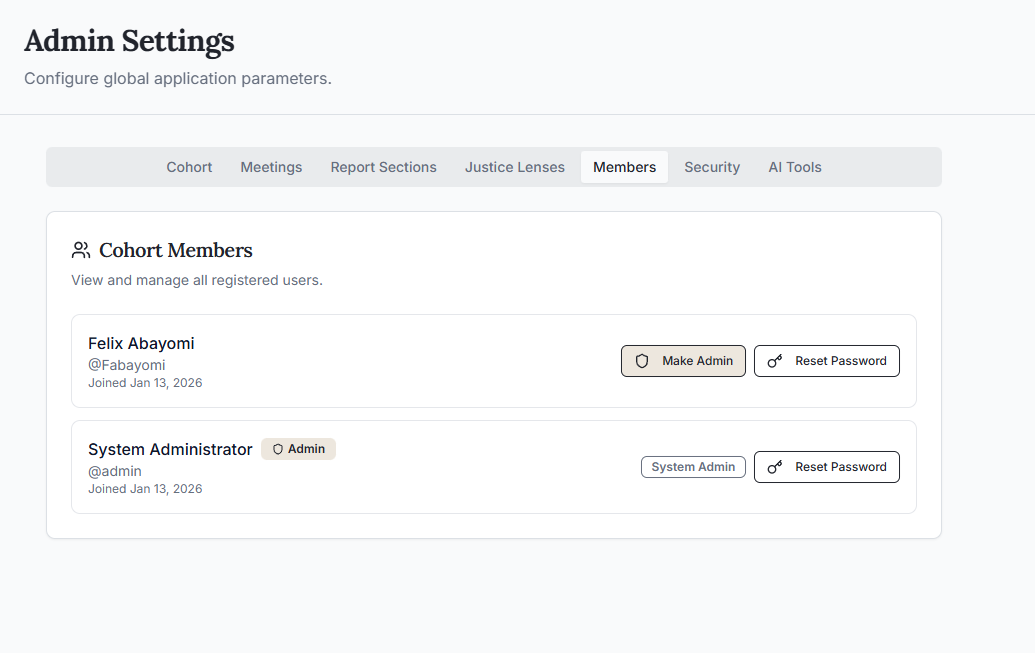 Admin Settings
Configure global application parameters.
Cohort Meetings Report Sections Justice Lenses Members Security AI Tools
Cohort Members
View and manage all registered users.
Felix Abayomi
@Fabayomi
Joined Jan 13, 2026
Make Admin Reset Password
System Administrator Admin
@admin
Joined Jan 13, 2026
System Admin Reset Password